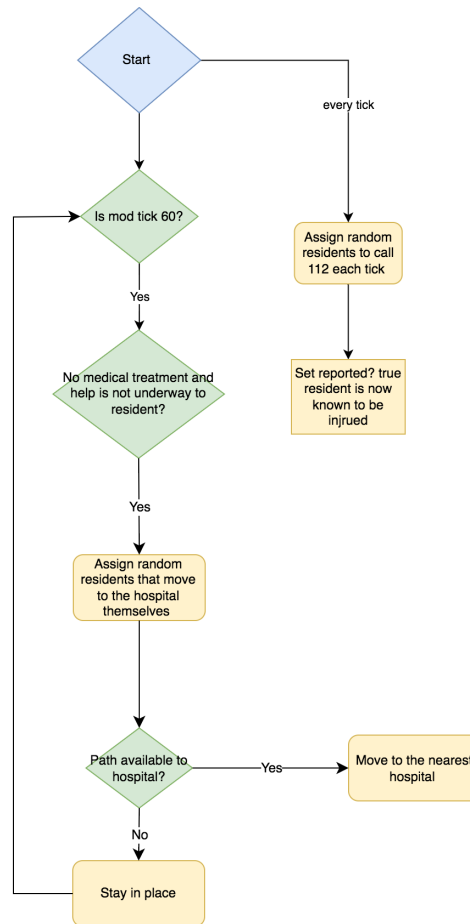 Start
every tick
Is mod tick 60?
Assign random
residents to call
112 each tick
Yes
Set reported? true
resident is now
known to be
injrued
No medical treatment and
help is not underway to
resident?
Yes
Assign random
residents that move
to the hospital
themselves
Path available to
hospital?
Yes
Move to the nearest
hospital
No
Stay in place